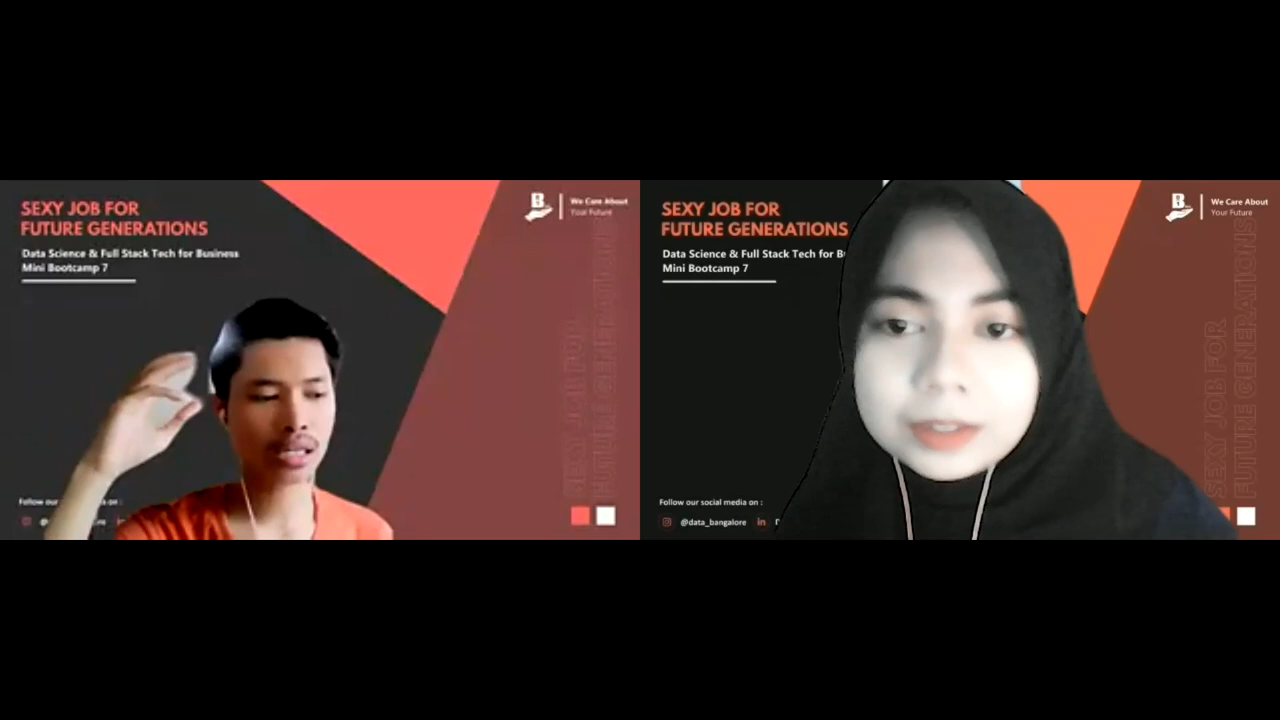 SEXY JOB FOR
FUTURE GENERATIONS
Data Science & Full Stack Tech for Business
Mini Bootcamp 7
B
We Care About
Your Future
SEXY JOB FOR
FUTURE GENERATIONS
Follow our on :
SEXY JOB FOR
FUTURE GENERATIONS
Data Science & Full Stack Tech for B
Mini Bootcamp 7
B
We Care About
Your Future
SEXY JOB FOR
FUTURE GENERATIONS
Follow our social media on :
@data_bangalore in